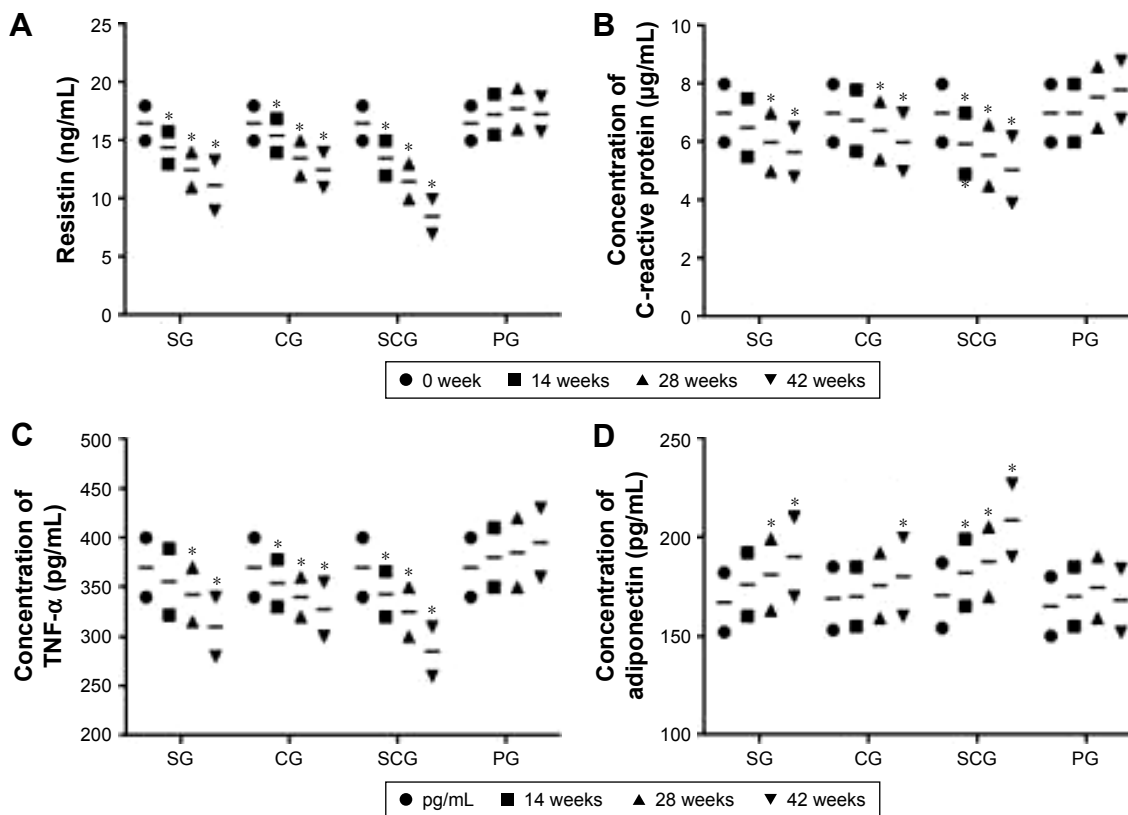 A
Resistin (ng/mL)
25
20
15
10
5
0
* * * * * * * * *
SG CG SCG PG
B
Concentration of
C-reactive protein (µg/mL)
10
8
6
4
2
0
* * * * * * * *
SG CG SCG PG
0 week 14 weeks 28 weeks 42 weeks
C
Concentration of
TNF-α (pg/mL)
500
450
400
350
300
250
200
* * * * * * * *
SG CG SCG PG
D
Concentration of
adiponectin (pg/mL)
250
200
150
100
* * * * * *
SG CG SCG PG
pg/mL 14 weeks 28 weeks 42 weeks